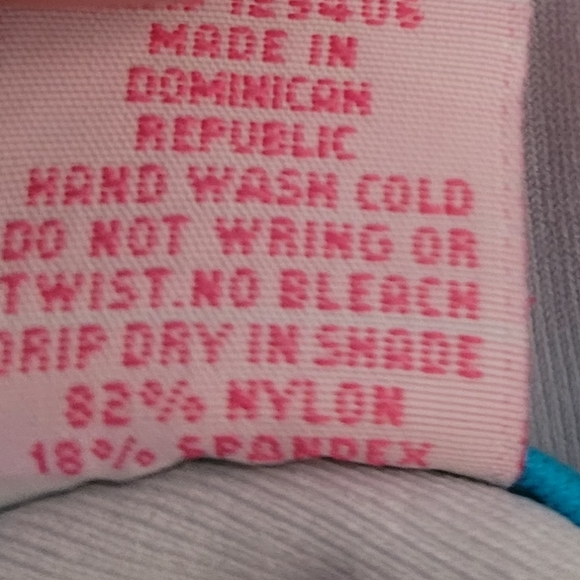 129406
MADE IN
DOMINICAN
REPUBLIC
HAND WASH COLD
DO NOT WRING OR
TWIST.NO BLEACH
DRIP DRY IN SHADE
82% NYLON
18% SPANDEX